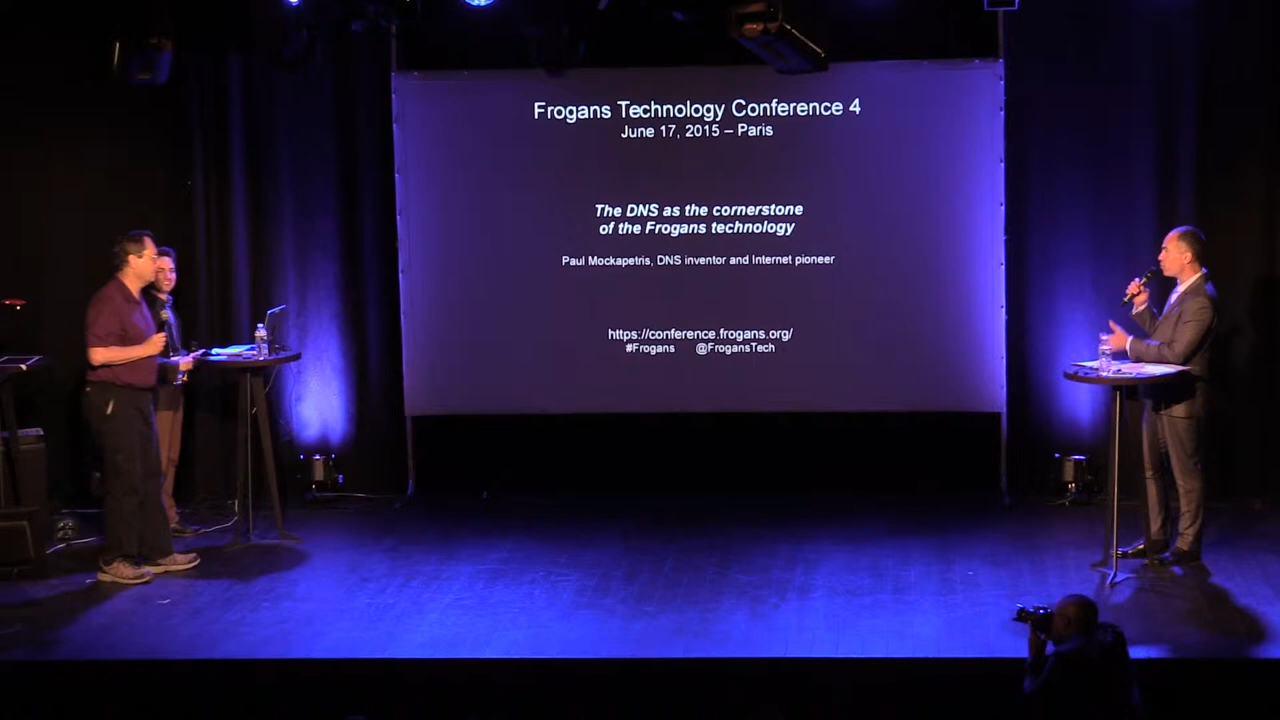 Frogans Technology Conference 4
June 17, 2015 – Paris
The DNS as the cornerstone
of the Frogans technology
Paul Mockapetris, DNS inventor and Internet pioneer
https://conference.frogans.org/
#Frogans @FrogansTech